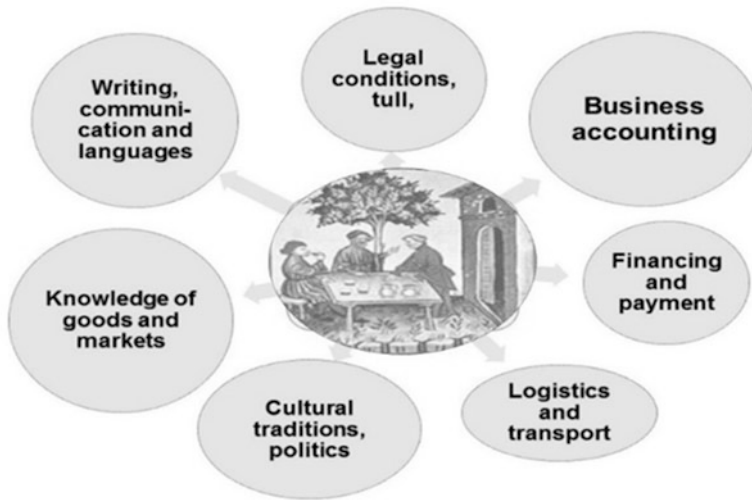 Legal
conditions,
tull,
Business
accounting
Financing
and
payment
Logistics
and
transport
Cultural
traditions,
politics
Knowledge of
goods and
markets
Writing,
communi-
cation and
languages